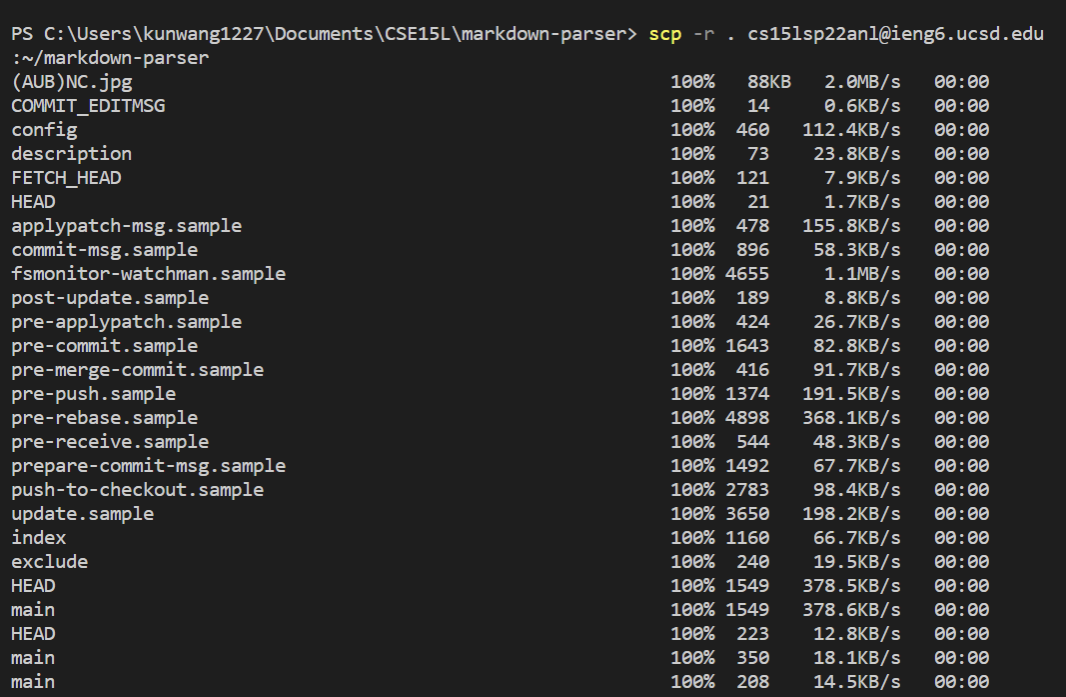 PS C:\Users\kunwang1227\Documents\CSE15L\markdown-parser> scp -r . cs15lsp22anl@ieng6.ucsd.edu
:~/markdown-parser
(AUB)NC.jpg 100% 88KB 2.0MB/s 00:00
COMMIT_EDITMSG 100% 14 0.6KB/s 00:00
config 100% 460 112.4KB/s 00:00
description 100% 73 23.8KB/s 00:00
FETCH_HEAD 100% 121 7.9KB/s 00:00
HEAD 100% 21 1.7KB/s 00:00
applypatch-msg.sample 100% 478 155.8KB/s 00:00
commit-msg.sample 100% 896 58.3KB/s 00:00
fsmonitor-watchman.sample 100% 4655 1.1MB/s 00:00
post-update.sample 100% 189 8.8KB/s 00:00
pre-applypatch.sample 100% 424 26.7KB/s 00:00
pre-commit.sample 100% 1643 82.8KB/s 00:00
pre-merge-commit.sample 100% 416 91.7KB/s 00:00
pre-push.sample 100% 1374 191.5KB/s 00:00
pre-rebase.sample 100% 4898 368.1KB/s 00:00
pre-receive.sample 100% 544 48.3KB/s 00:00
prepare-commit-msg.sample 100% 1492 67.7KB/s 00:00
push-to-checkout.sample 100% 2783 98.4KB/s 00:00
update.sample 100% 3650 198.2KB/s 00:00
index 100% 1160 66.7KB/s 00:00
exclude 100% 240 19.5KB/s 00:00
HEAD 100% 1549 378.5KB/s 00:00
main 100% 1549 378.6KB/s 00:00
HEAD 100% 223 12.8KB/s 00:00
main 100% 350 18.1KB/s 00:00
main 100% 208 14.5KB/s 00:00